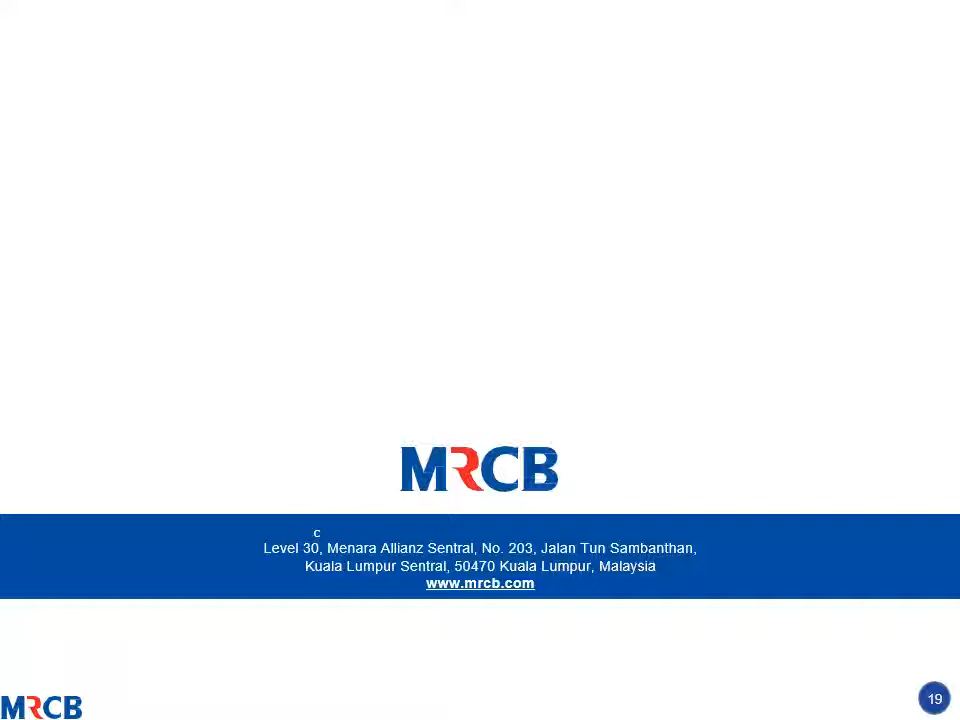 MRCB
c
Level 30, Menara Allianz Sentral, No. 203, Jalan Tun Sambanthan,
Kuala Lumpur Sentral, 50470 Kuala Lumpur, Malaysia
www.mrcb.com
MRCB
19